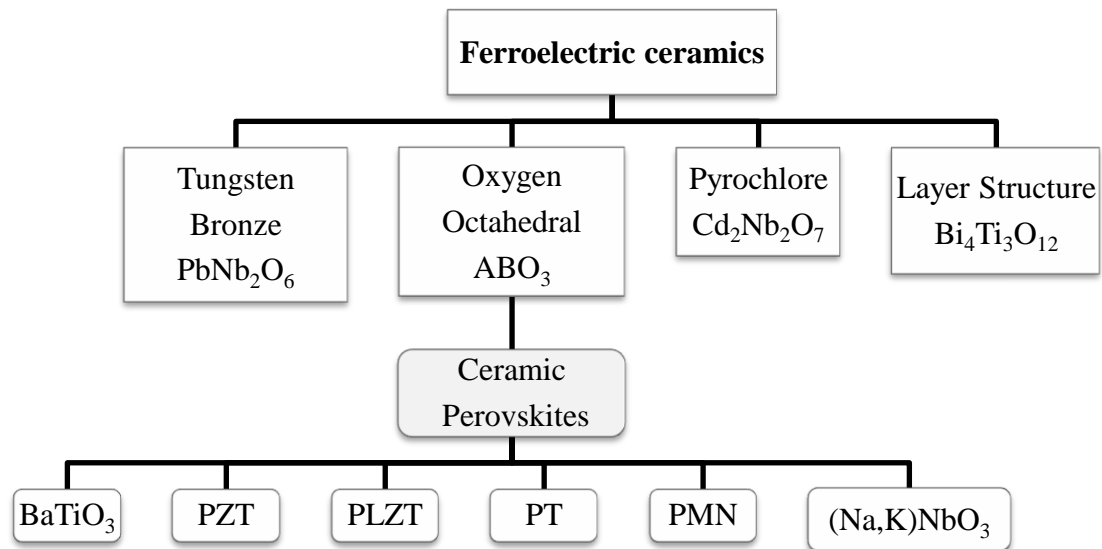 Ferroelectric ceramics
Tungsten
Bronze
PbNb₂O₆
Oxygen
Octahedral
ABO₃
Pyrochlore
Cd₂Nb₂O₇
Layer Structure
Bi₄Ti₃O₁₂
Ceramic
Perovskites
BaTiO₃
PZT
PLZT
PT
PMN
(Na,K)NbO₃